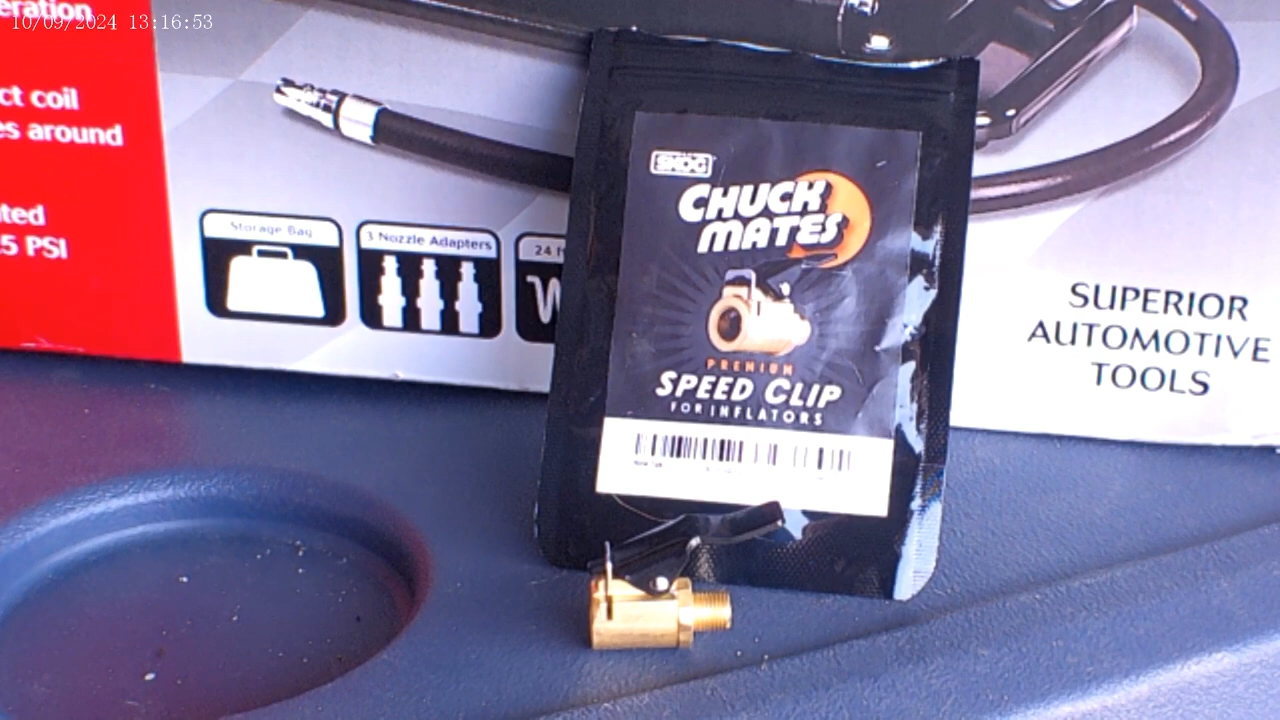 10/09/2024 13:16:53
eration
ct coil
es around
ted
5 PSI
Storage Bag
3 Nozzle Adapters
24 f
SNOG
CHUCK
MATES
PREMIUM
SPEED CLIP
FOR INFLATORS
SUPERIOR
AUTOMOTIVE
TOOLS